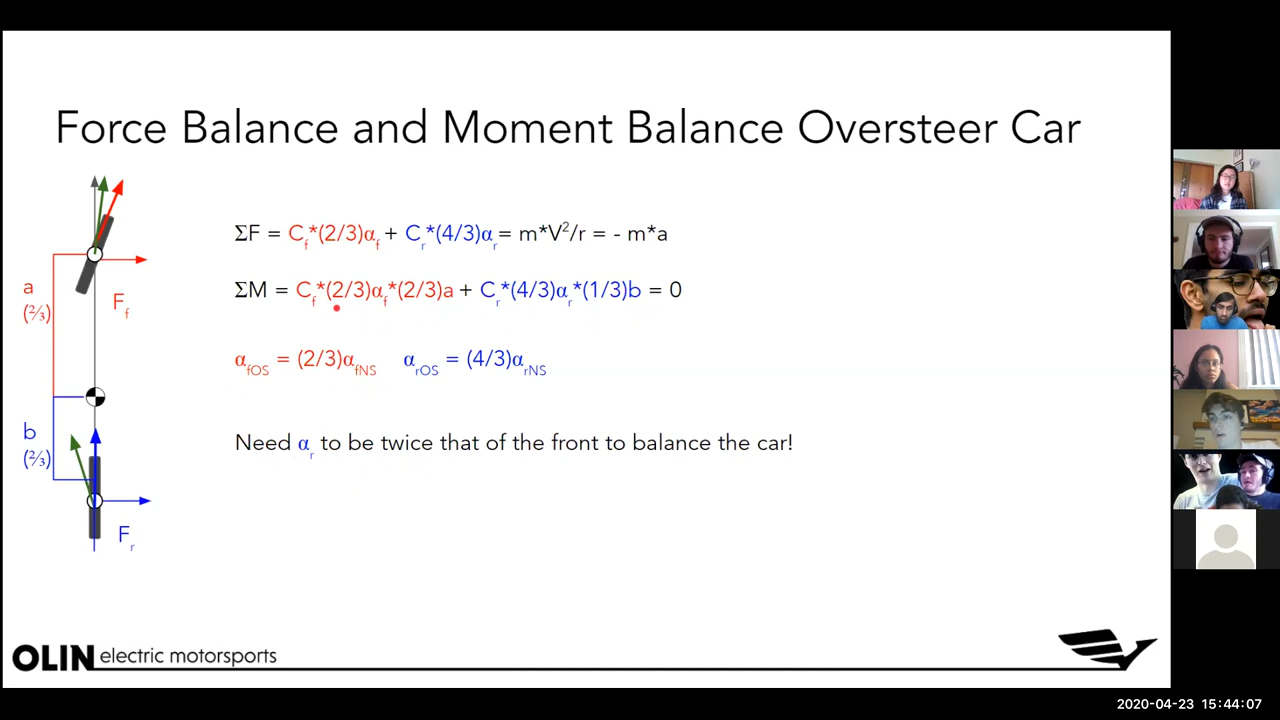 Force Balance and Moment Balance Oversteer Car
ΣF = C_f*(2/3)α_f + C_r*(4/3)α_r = m*V²/r = - m*a
ΣM = C_f*(2/3)α_f*(2/3)a + C_r*(4/3)α_r*(1/3)b = 0
α_fOS = (2/3)α_fNS α_rOS = (4/3)α_rNS
Need α_r to be twice that of the front to balance the car!
a
(⅔)
F_f
b
(⅔)
F_r
OLIN electric motorsports
2020-04-23 15:44:07